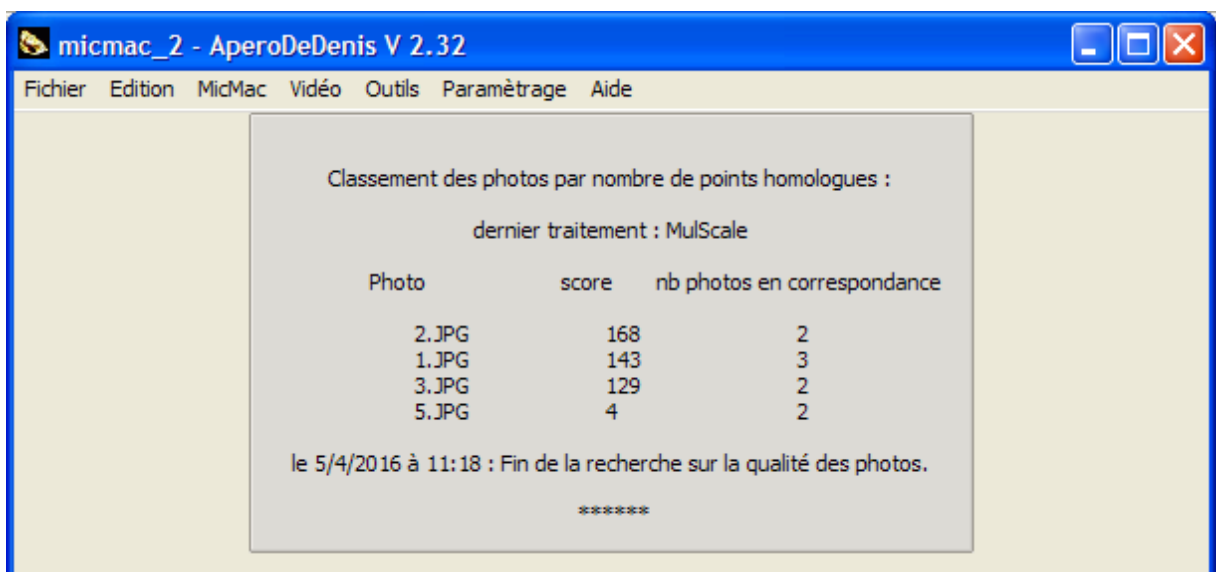 micmac_2 - AperoDeDenis V 2.32
Fichier Edition MicMac Vidéo Outils Paramètrage Aide
Classement des photos par nombre de points homologues :
dernier traitement : MulScale
Photo score nb photos en correspondance
2.JPG 168 2
1.JPG 143 3
3.JPG 129 2
5.JPG 4 2
le 5/4/2016 à 11:18 : Fin de la recherche sur la qualité des photos.
******